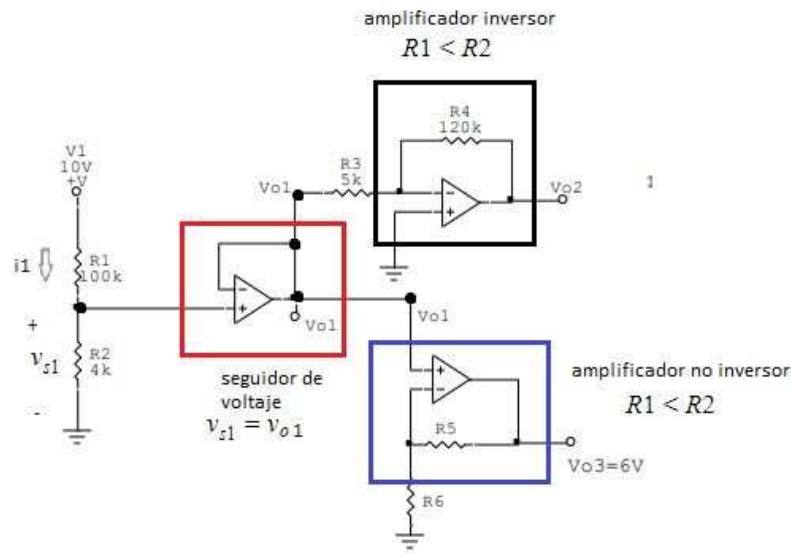 amplificador inversor
R1 < R2
R4
120k
V1
10V
+V
R3
5k
Vo1
Vo2
1
i1
R1
100k
Vo1
Vo1
+
vs1
-
R2
4k
seguidor de
voltaje
vs1 = vo1
amplificador no inversor
R1 < R2
R5
Vo3=6V
R6